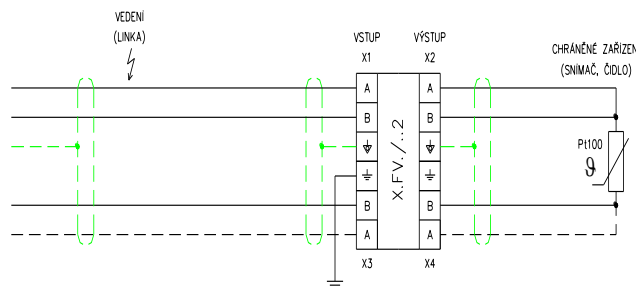 VEDENÍ
(LINKA)
VSTUP
VÝSTUP
X1
X2
CHRÁNĚNÉ ZAŘÍZEN
(SNÍMAČ, ČIDLO)
A
A
B
B
X.FV./..2
Pt100
ϑ
B
B
A
A
X3
X4